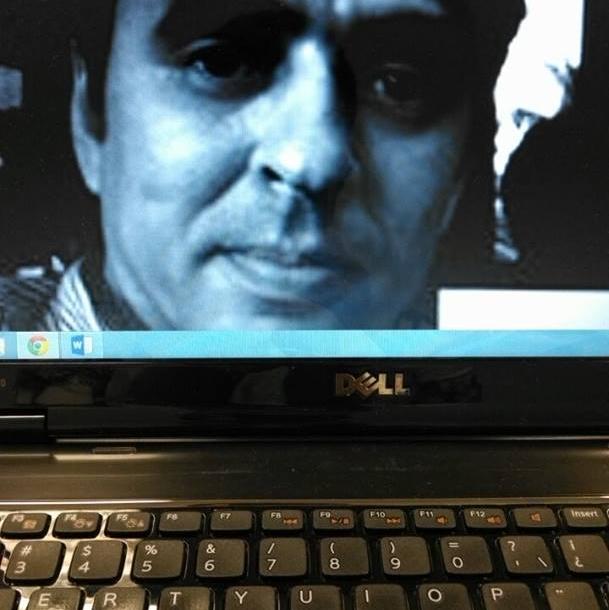 W
DELL
F3 F4 F5 F6 F7 F8 F9 F10 F11 F12 Insert
# $ % & / ( ) = ? ¡
3 4 5 6 7 8 9 0 ' \ ¿
E R T Y U I O P